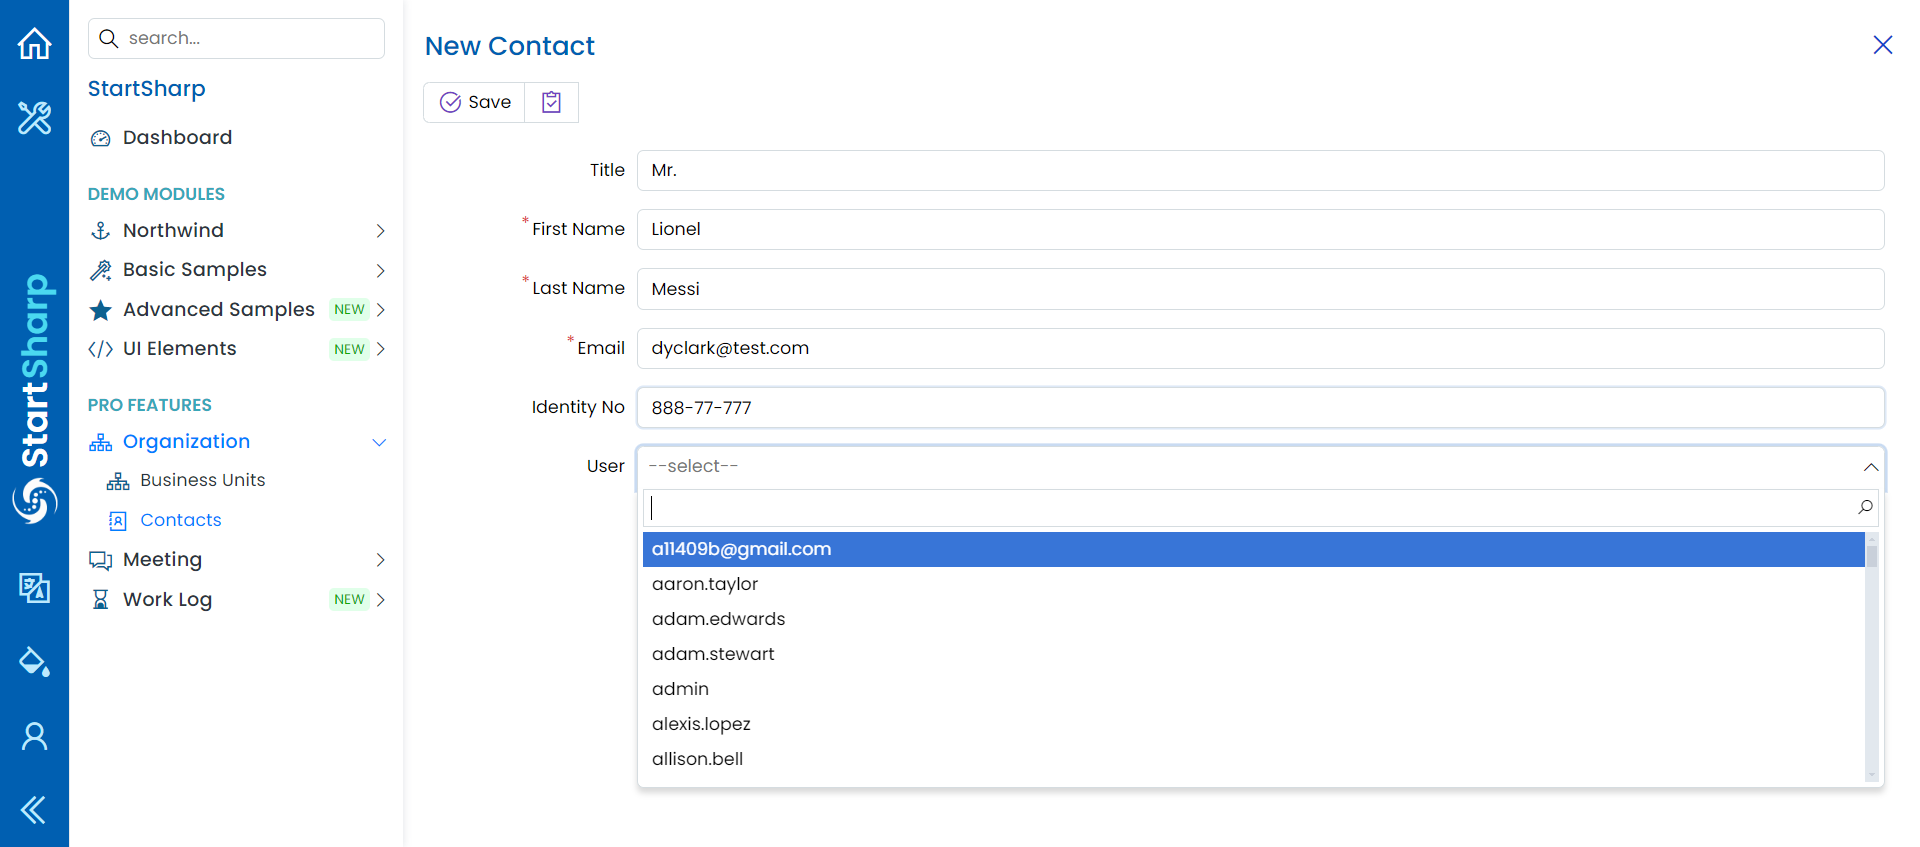 search...
StartSharp
Dashboard
DEMO MODULES
Northwind
Basic Samples
Advanced Samples NEW
UI Elements NEW
PRO FEATURES
Organization
Business Units
Contacts
Meeting
Work Log NEW
StartSharp
New Contact
Save
Title Mr.
*First Name Lionel
*Last Name Messi
*Email dyclark@test.com
Identity No 888-77-777
User --select--
a11409b@gmail.com
aaron.taylor
adam.edwards
adam.stewart
admin
alexis.lopez
allison.bell